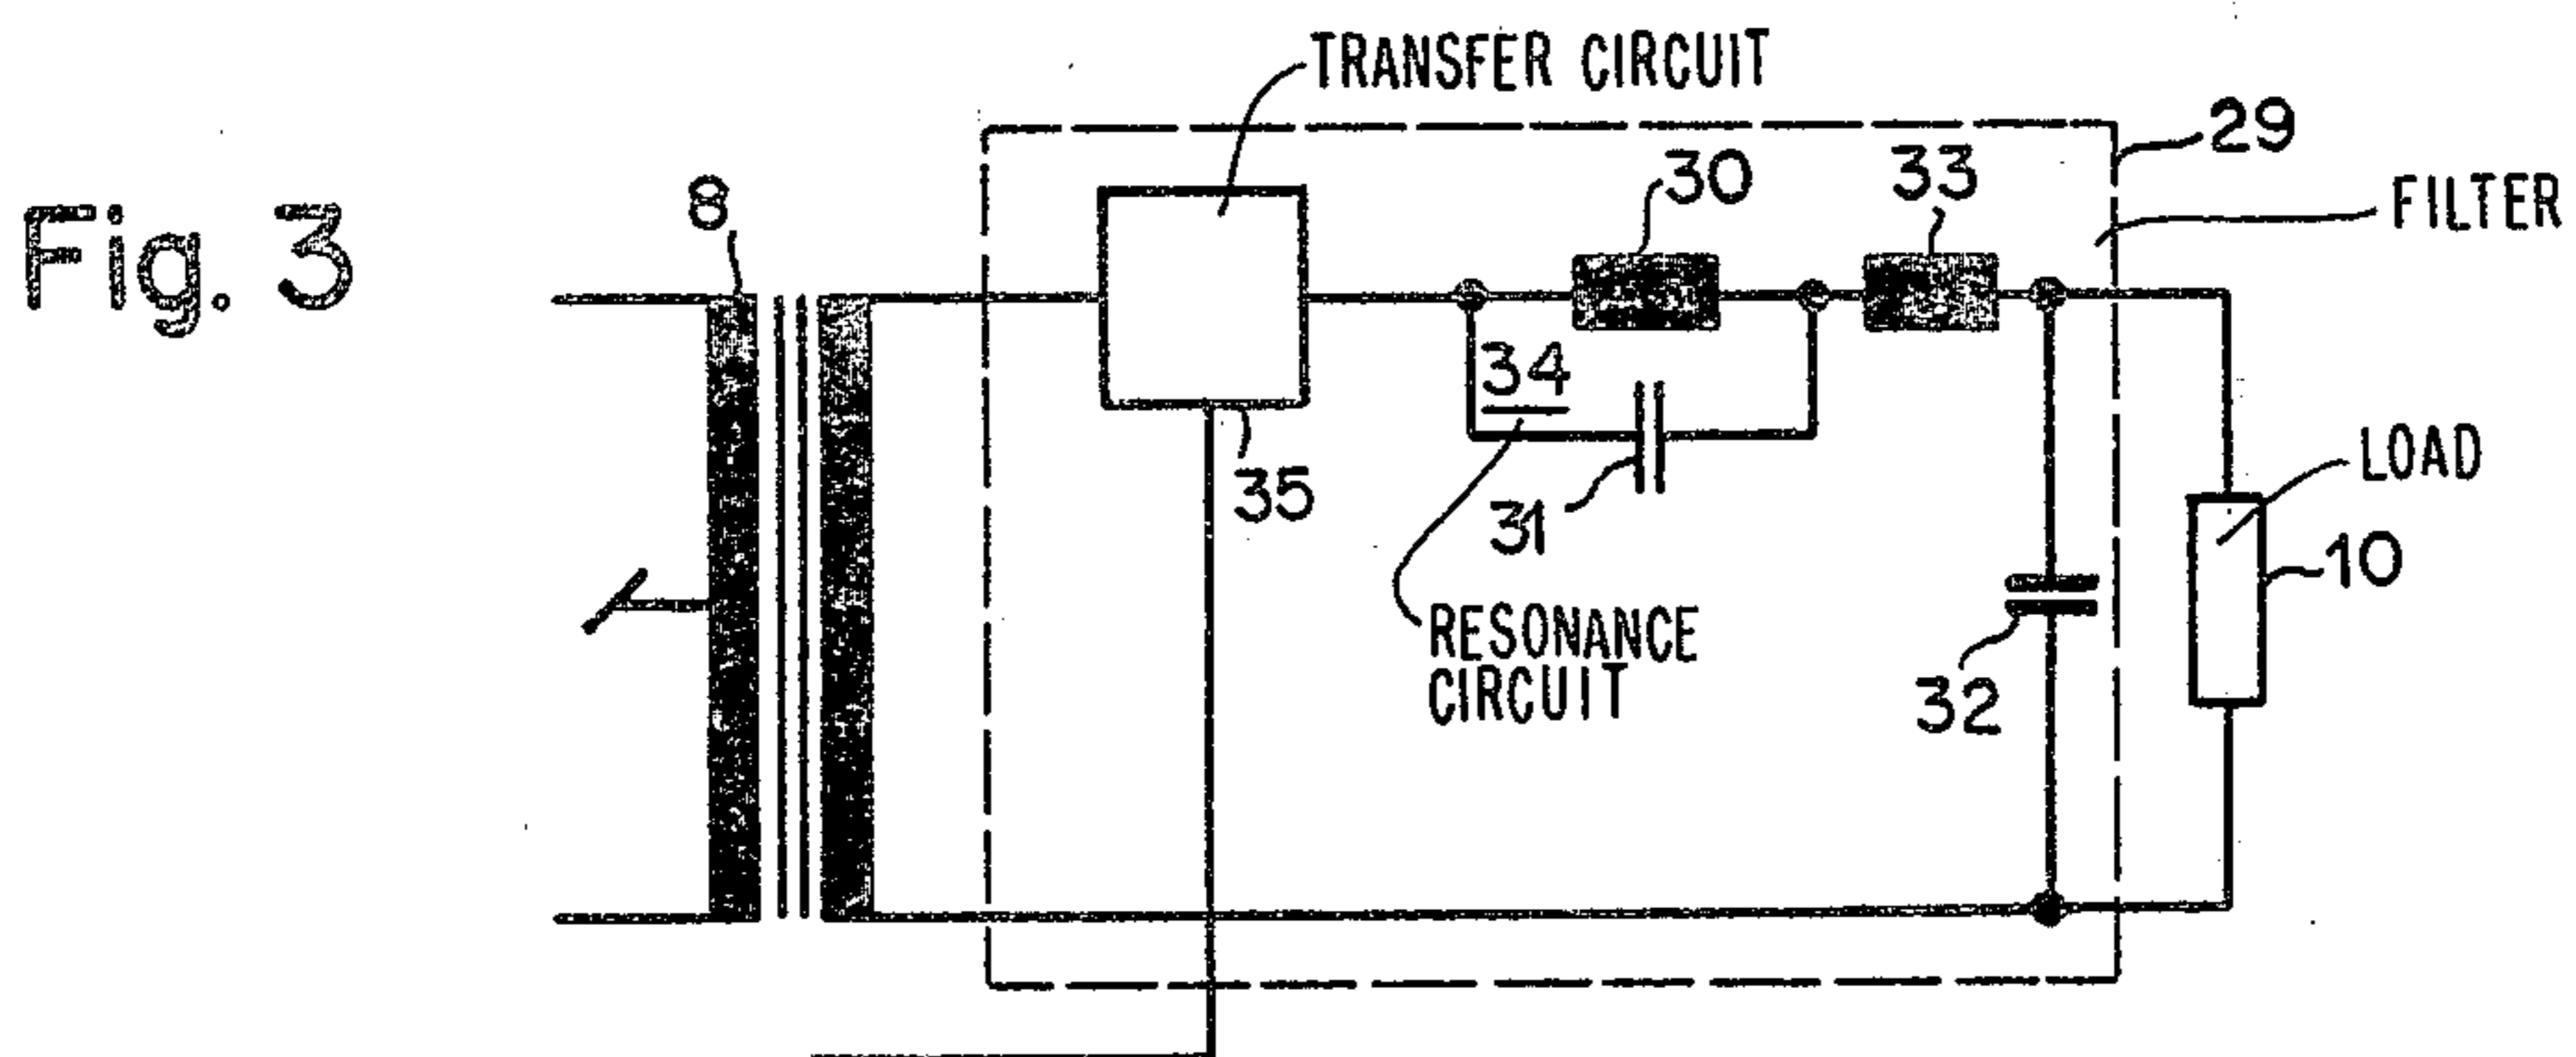 Fig. 3
TRANSFER CIRCUIT
29
FILTER
8
30
33
34
35
31
LOAD
10
RESONANCE
CIRCUIT
32